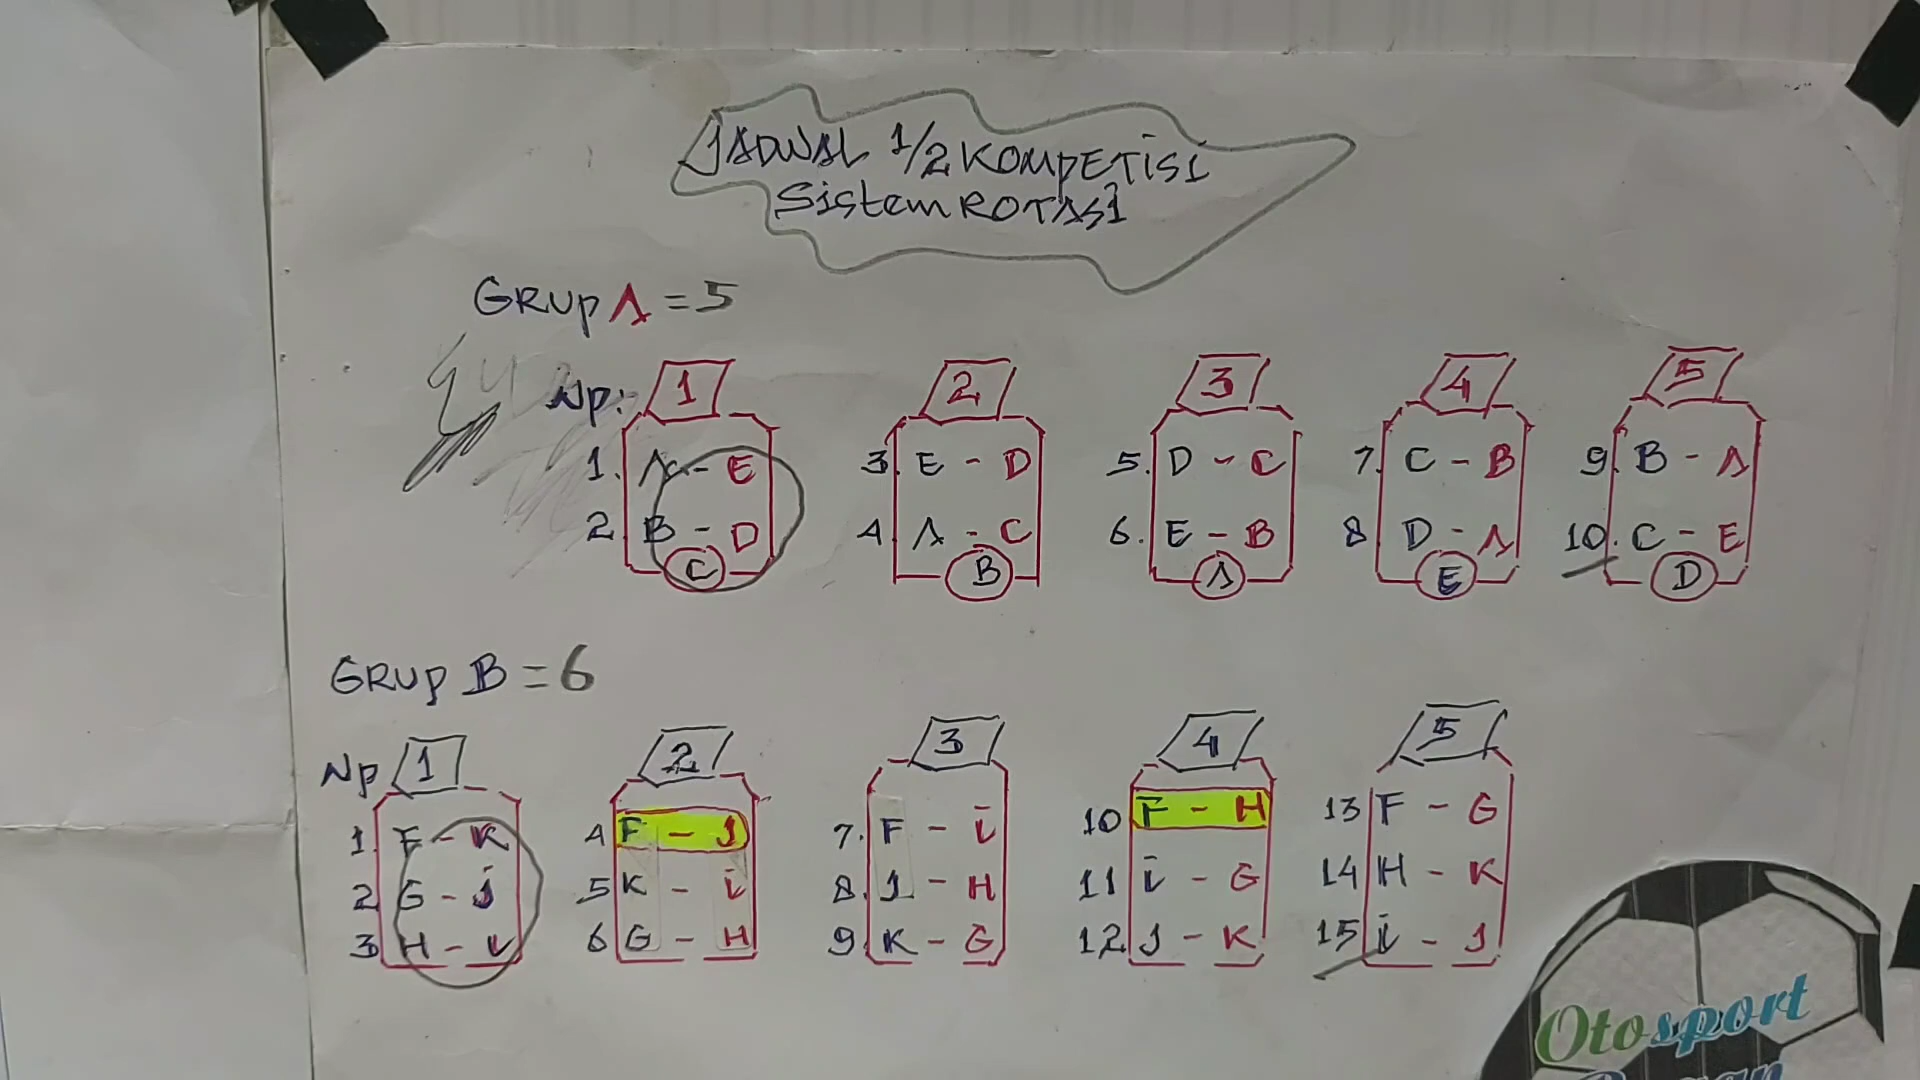 JADWAL 1/2 KOMPETISI
Sistem ROTASI
GRUP A = 5
Np: 1 2 3 4 5
1. A - E 3. E - D 5. D - C 7. C - B 9. B - A
2 B - D 4 A - C 6. E - B 8 D - A 10. C - E
C B A E D
GRUP B = 6
Np 1 2 3 4 5
1. F - K 4 F - J 7. F - i 10 F - H 13 F - G
2 G - J 5 K - i 8. J - H 11 i - G 14 H - K
3 H - i 6 G - H 9. K - G 12 J - K 15 i - J
Otosport